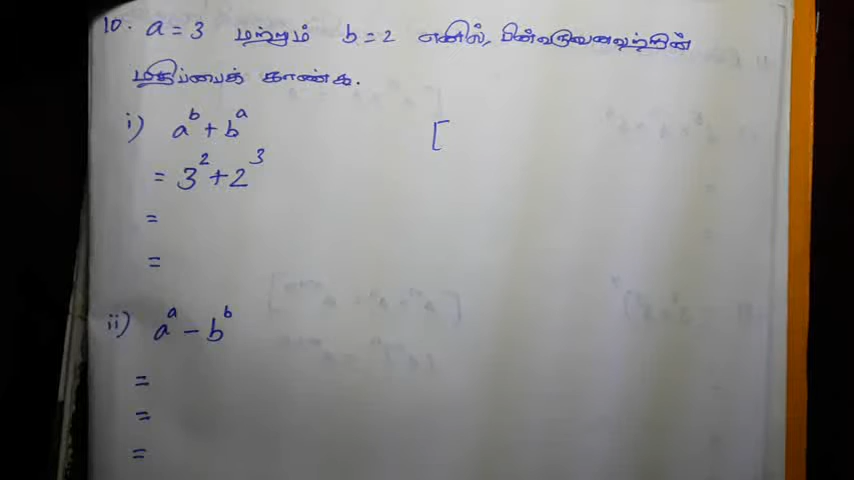 10. a = 3 மற்றும் b = 2 எனில், பின்வருவனவற்றின்
மதிப்பைக் காண்க.
i) a^b + b^a [
= 3^2 + 2^3
=
=
ii) a^a - b^b
=
=
=